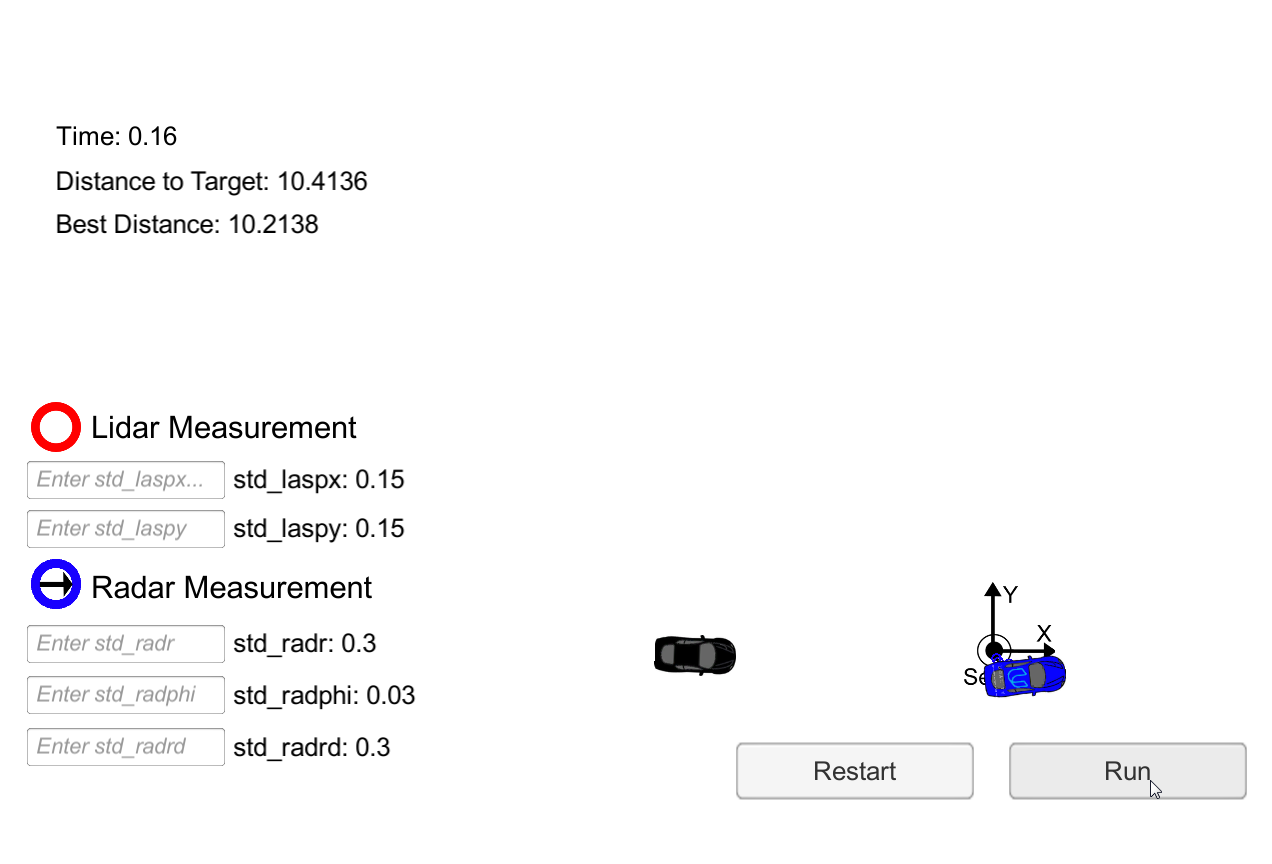 Time: 0.16
Distance to Target: 10.4136
Best Distance: 10.2138
Lidar Measurement
Enter std_laspx... std_laspx: 0.15
Enter std_laspy std_laspy: 0.15
Radar Measurement
Enter std_radr std_radr: 0.3
Enter std_radphi std_radphi: 0.03
Enter std_radrd std_radrd: 0.3
Y
X
Restart
Run